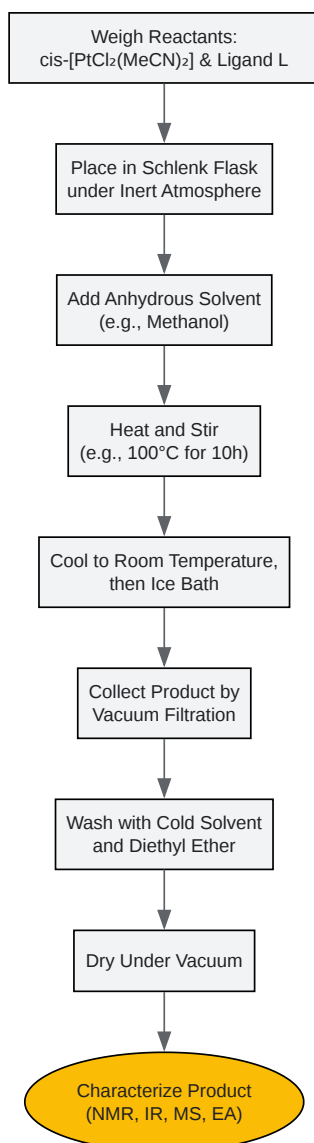 Weigh Reactants:
cis-[PtCl₂(MeCN)₂] & Ligand L
Place in Schlenk Flask
under Inert Atmosphere
Add Anhydrous Solvent
(e.g., Methanol)
Heat and Stir
(e.g., 100°C for 10h)
Cool to Room Temperature,
then Ice Bath
Collect Product by
Vacuum Filtration
Wash with Cold Solvent
and Diethyl Ether
Dry Under Vacuum
Characterize Product
(NMR, IR, MS, EA)